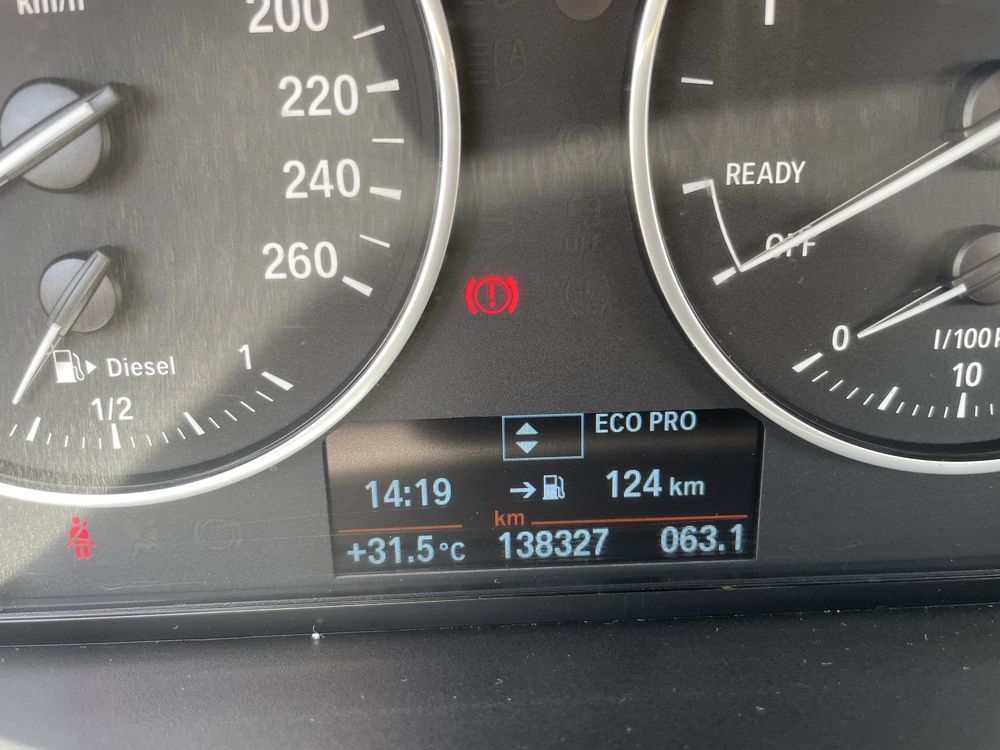 km/h
200
220
240
260
Diesel
1/2
1
READY
OFF
0
l/100
10
ECO PRO
14:19
124 km
km
+31.5 °C
138327
063.1